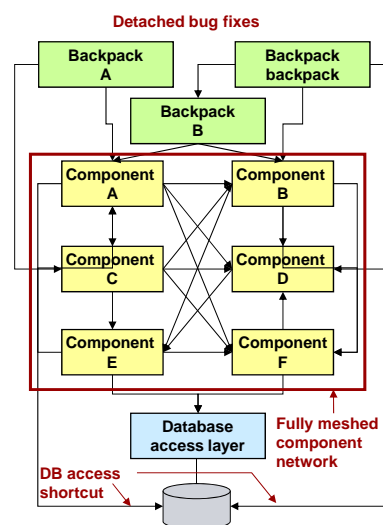 Detached bug fixes
Backpack
A
Backpack
backpack
Backpack
B
Component
A
Component
B
Component
C
Component
D
Component
E
Component
F
Database
access layer
Fully meshed
component
network
DB access
shortcut